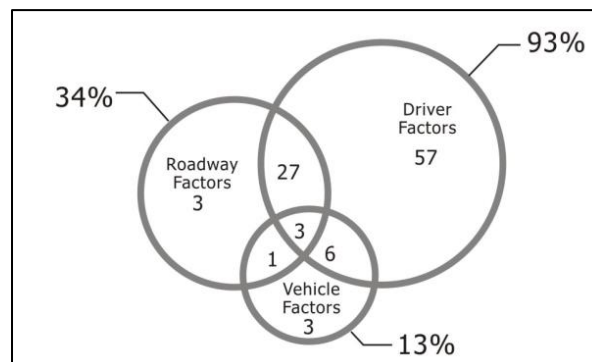 93%
34%
Driver
Factors
57
Roadway
Factors
3
27
3
1
6
Vehicle
Factors
3
13%